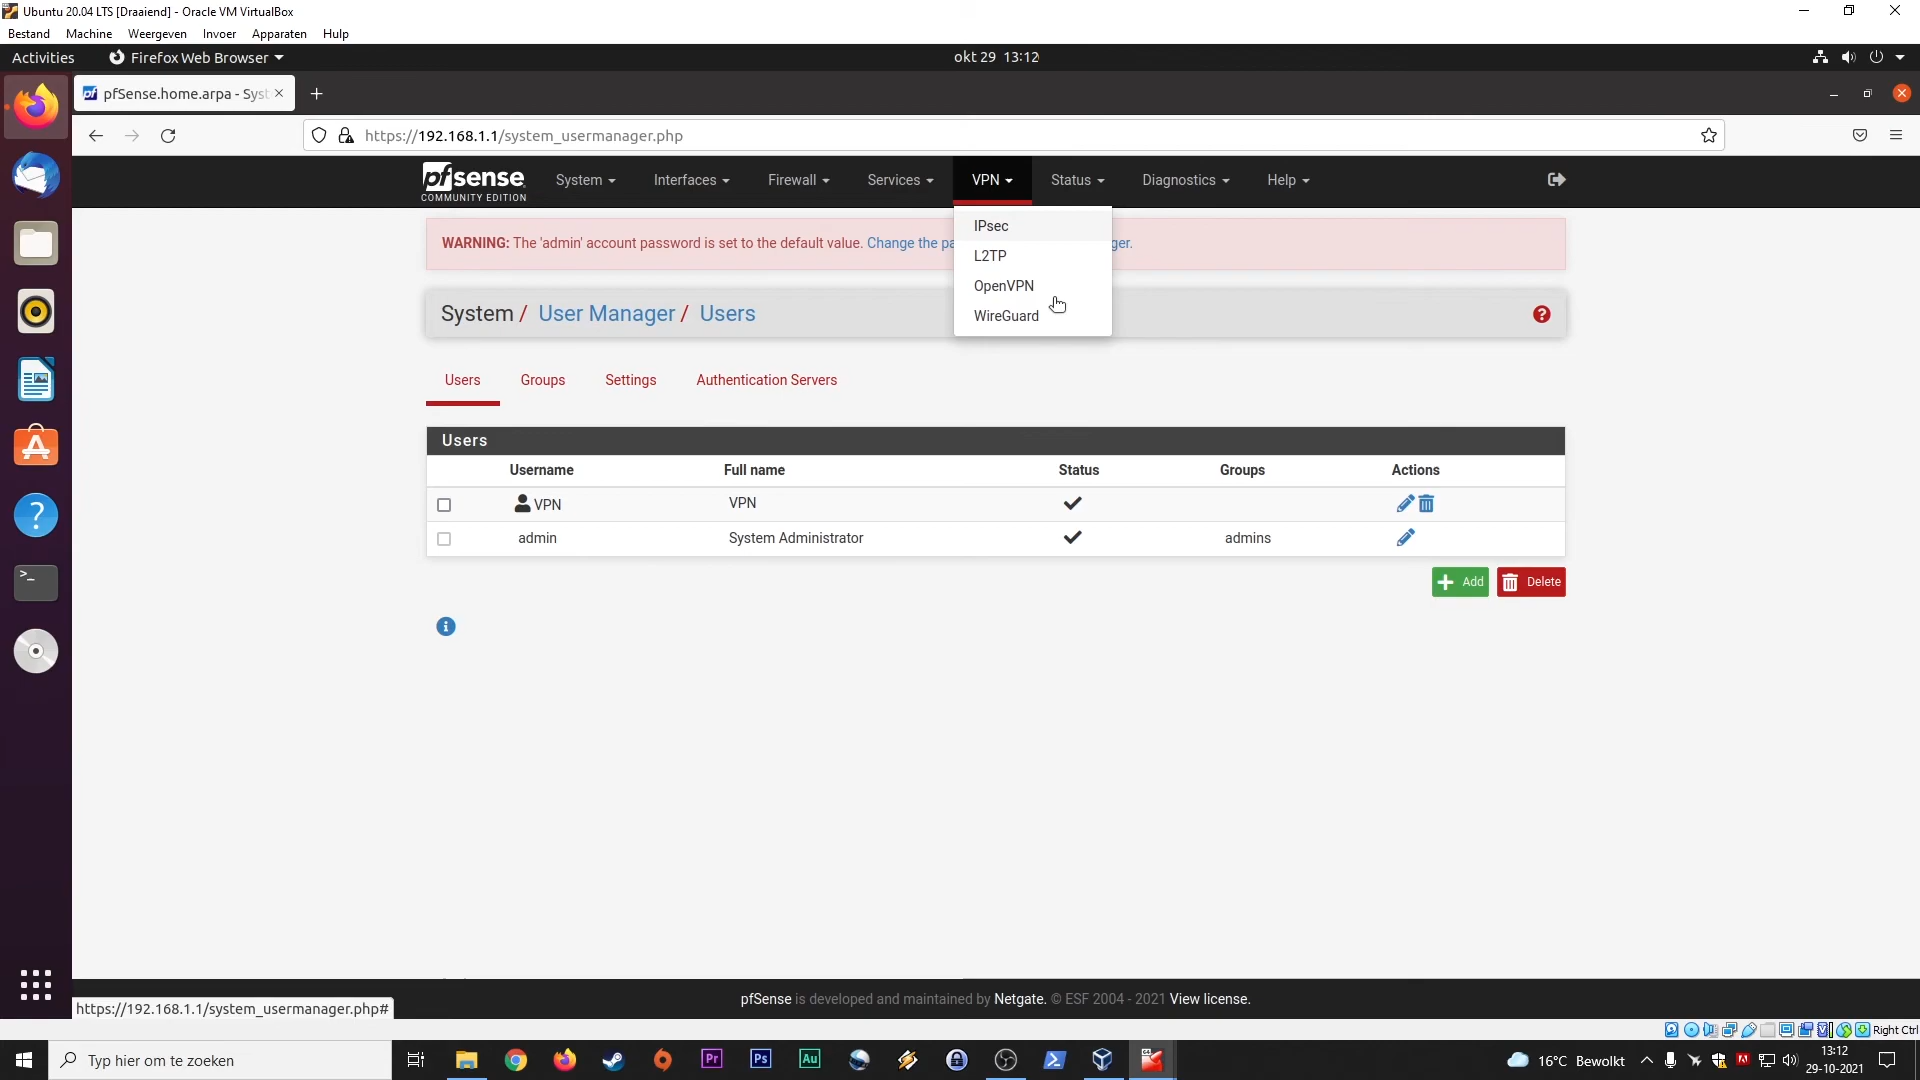 Ubuntu 20.04 LTS [Draaiend] - Oracle VM VirtualBox
Bestand Machine Weergeven Invoer Apparaten Help
Activities Firefox Web Browser okt 29 13:12
pfSense.home.arpa - Syst
https://192.168.1.1/system_usermanager.php
pfsense COMMUNITY EDITION
System Interfaces Firewall Services VPN Status Diagnostics Help
IPsec
L2TP
OpenVPN
WireGuard
WARNING: The 'admin' account password is set to the default value. Change the pa ger.
System / User Manager / Users
Users Groups Settings Authentication Servers
Users
Username Full name Status Groups Actions
VPN VPN
admin System Administrator admins
Add Delete
pfSense is developed and maintained by Netgate. © ESF 2004 - 2021 View license.
https://192.168.1.1/system_usermanager.php#
Right Ctrl
Typ hier om te zoeken
Pr Ps Au
16°C Bewolkt
13:12
29-10-2021